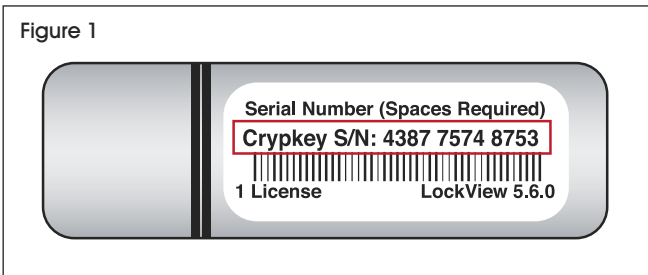 Figure 1
Serial Number (Spaces Required)
Crypkey S/N: 4387 7574 8753
1 License LockView 5.6.0